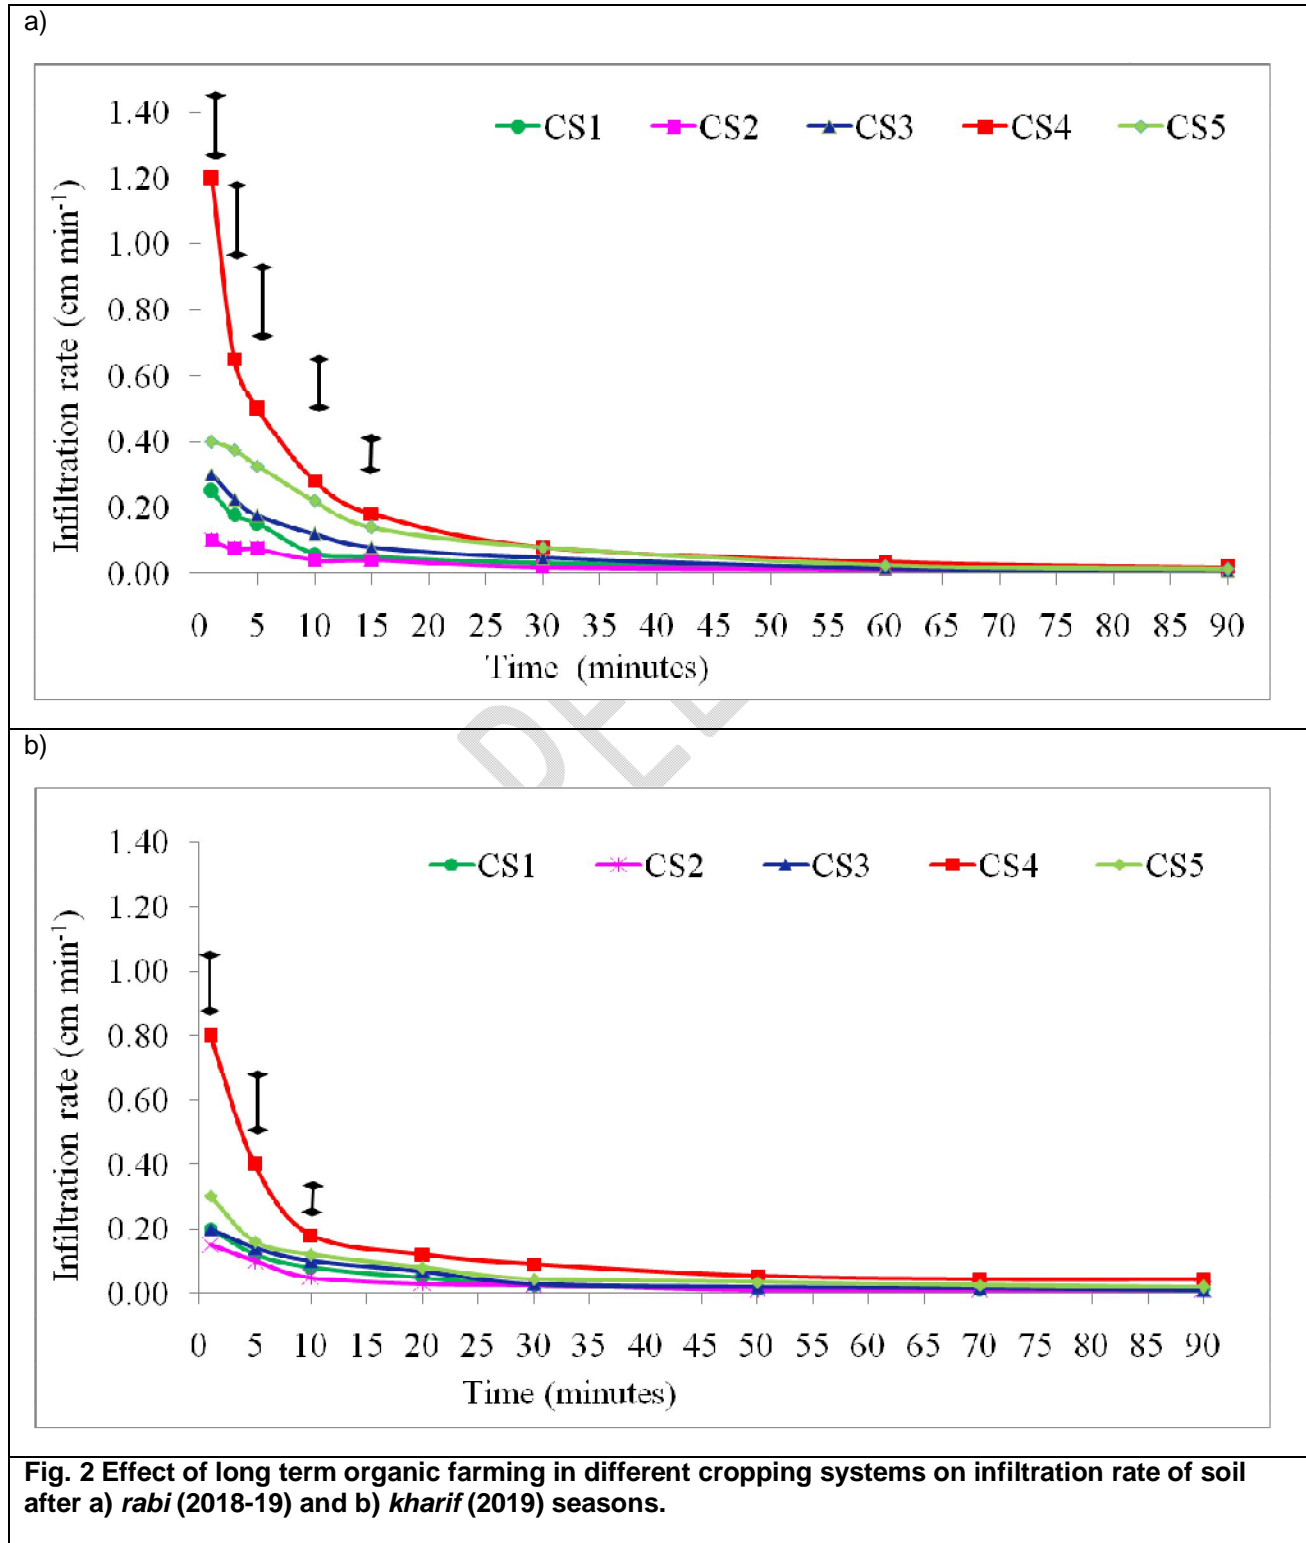 a)
1.40
1.20
1.00
0.80
0.60
0.40
0.20
0.00
Infiltration rate (cm min-1)
CS1 CS2 CS3 CS4 CS5
0 5 10 15 20 25 30 35 40 45 50 55 60 65 70 75 80 85 90
Time (minutes)
b)
1.40
1.20
1.00
0.80
0.60
0.40
0.20
0.00
Infiltration rate (cm min-1)
CS1 CS2 CS3 CS4 CS5
0 5 10 15 20 25 30 35 40 45 50 55 60 65 70 75 80 85 90
Time (minutes)
Fig. 2 Effect of long term organic farming in different cropping systems on infiltration rate of soil
after a) rabi (2018-19) and b) kharif (2019) seasons.